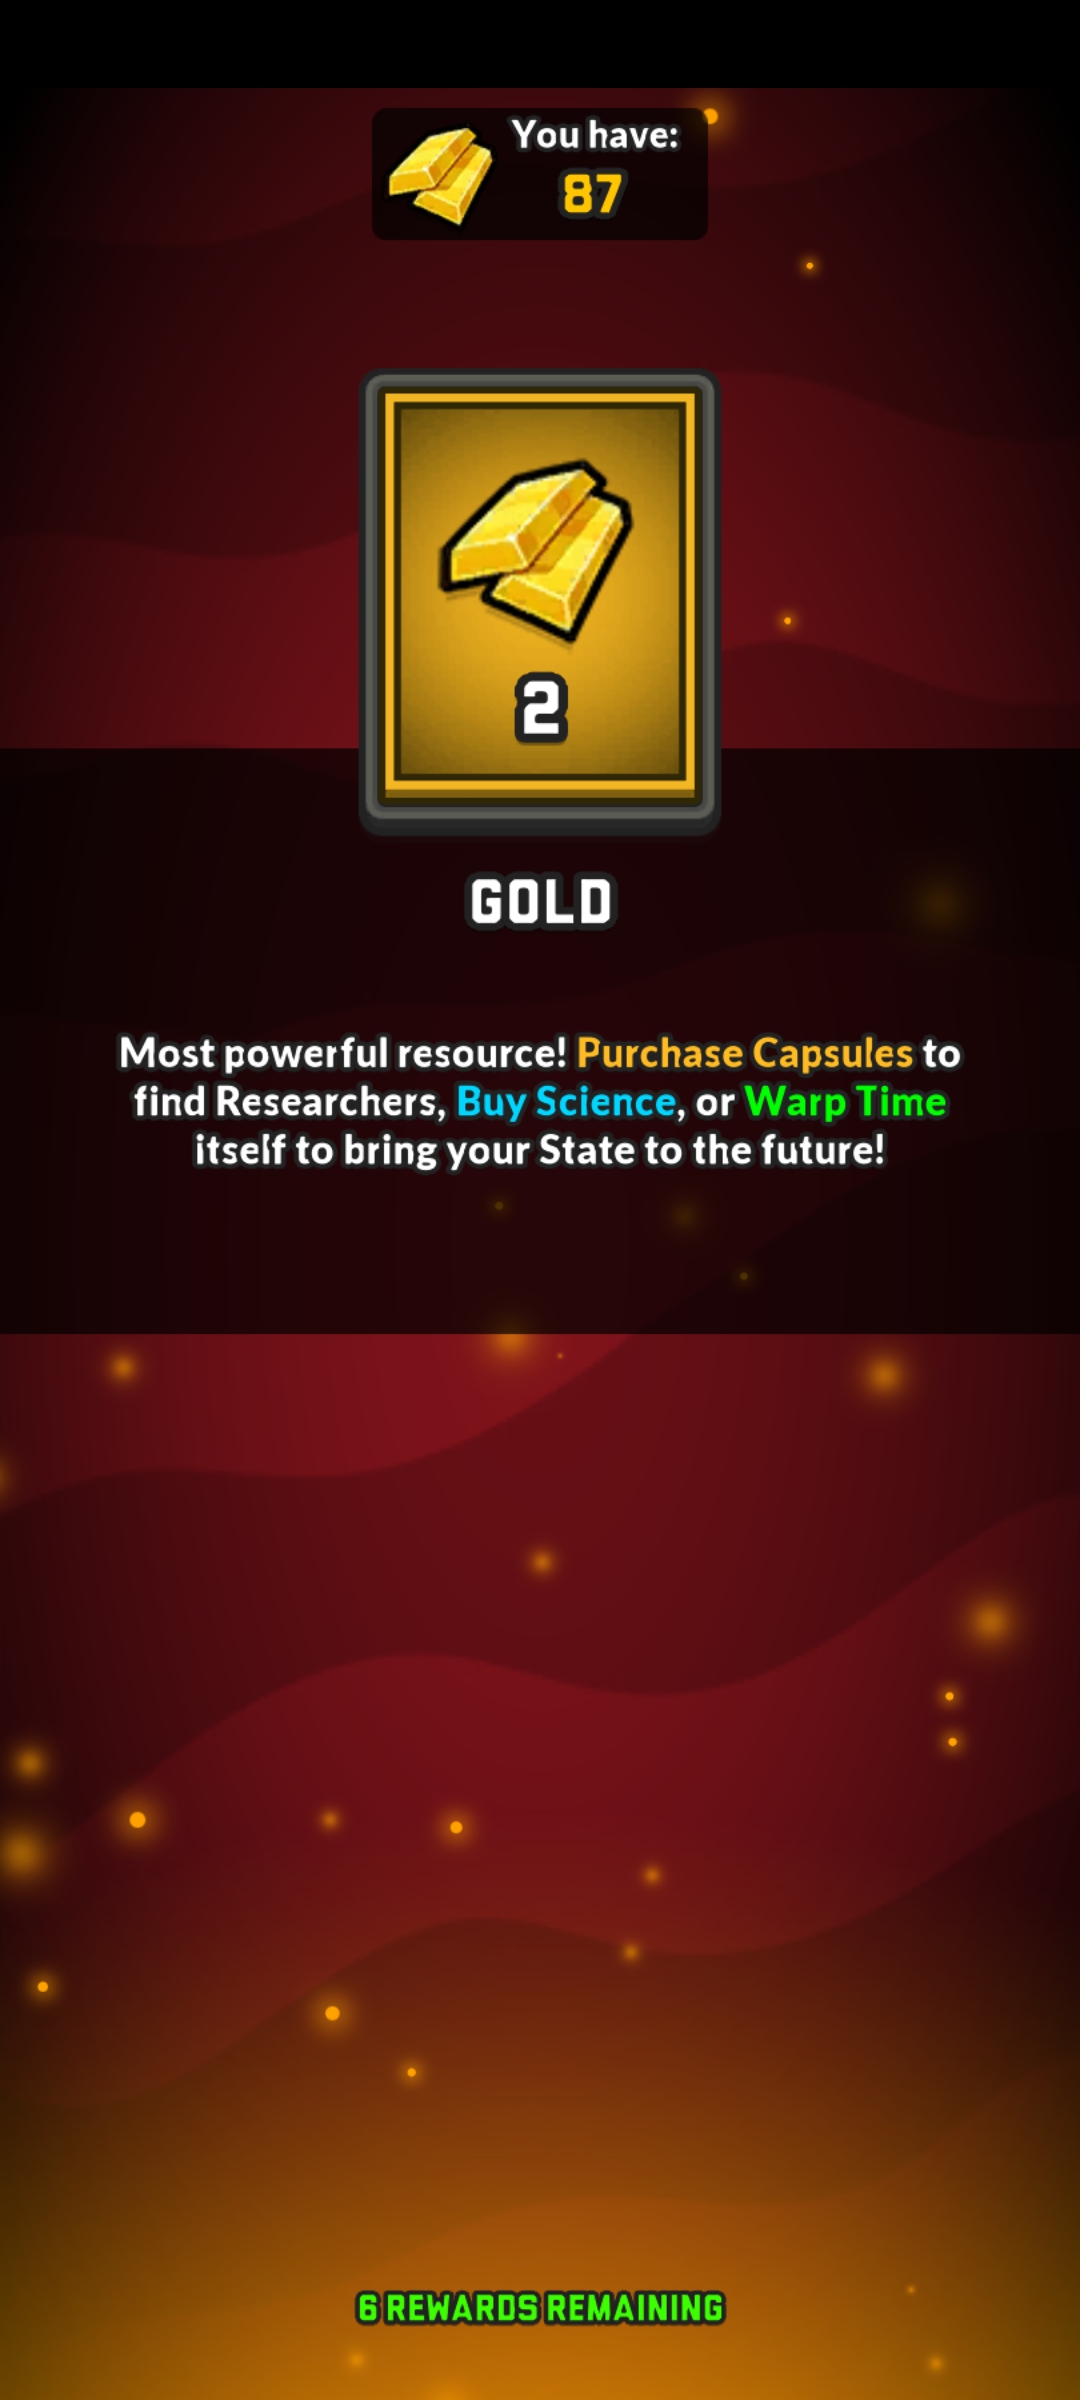 You have:
87
2
GOLD
Most powerful resource! Purchase Capsules to
find Researchers, Buy Science, or Warp Time
itself to bring your State to the future!
6 REWARDS REMAINING